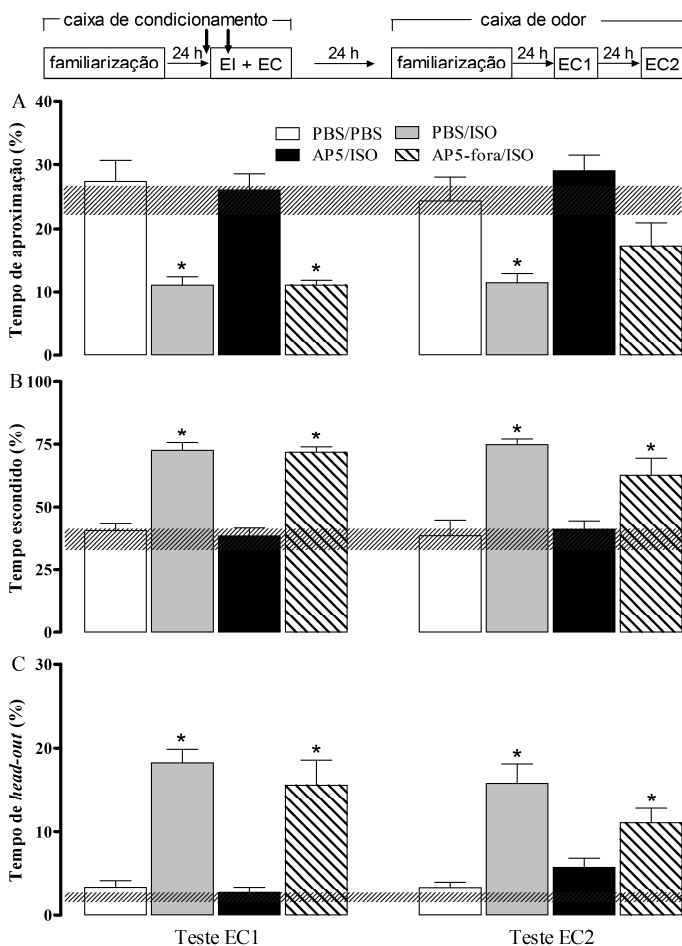 caixa de condicionamento caixa de odor
familiarização 24 h EI + EC 24 h familiarização 24 h EC1 24 h EC2
A
Tempo de aproximação (%)
40
30
20
10
0
PBS/PBS PBS/ISO
AP5/ISO AP5-fora/ISO
* * *
B
Tempo escondido (%)
100
75
50
25
0
* * * *
C
Tempo de head-out (%)
30
20
10
0
* * * *
Teste EC1 Teste EC2